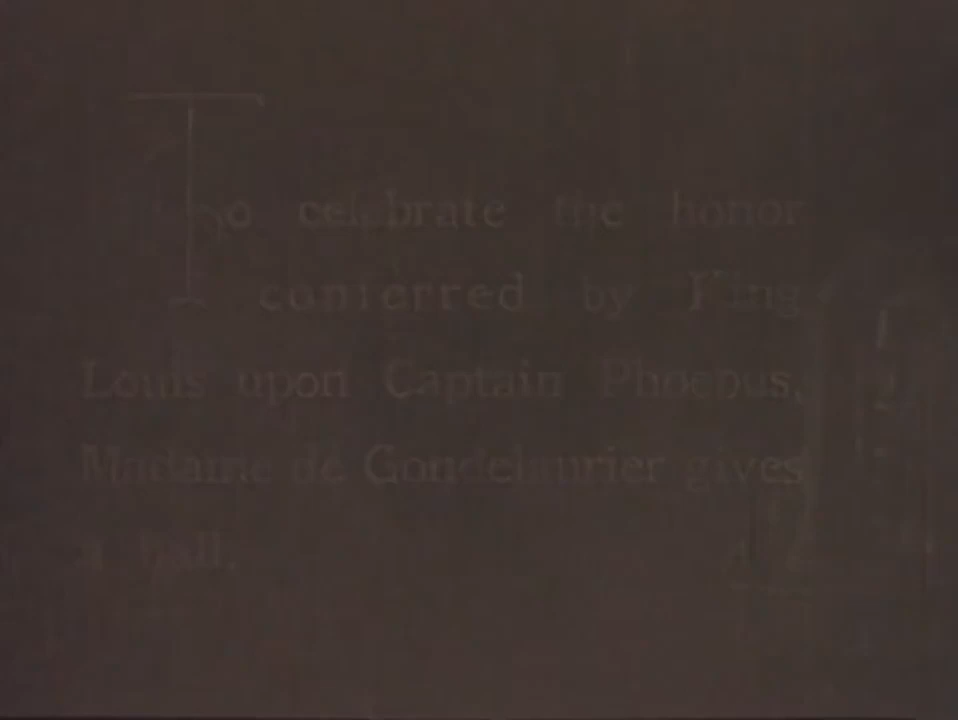 To celebrate the honor
conferred by King
Louis upon Captain Phoebus,
Madame de Gondelaurier gives
a ball.